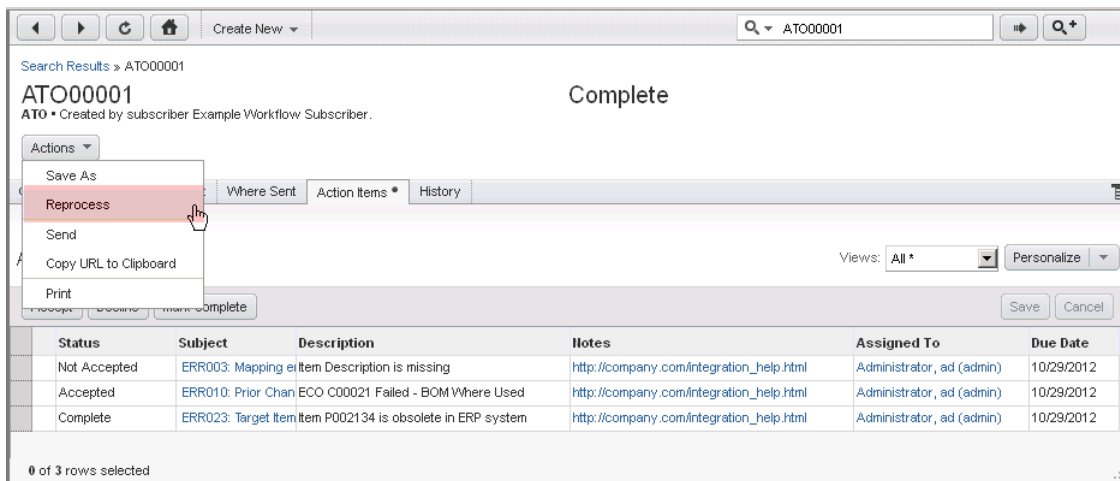 Create New
ATO00001
Search Results » ATO00001
ATO00001 Complete
ATO • Created by subscriber Example Workflow Subscriber.
Actions
Save As
Where Sent Action Items • History
Reprocess
Send
Views: All * Personalize
Copy URL to Clipboard
Print
Mark Complete Save Cancel
Status Subject Description Notes Assigned To Due Date
Not Accepted ERR003: Mapping er Item Description is missing http://company.com/integration_help.html Administrator, ad (admin) 10/29/2012
Accepted ERR010: Prior Chan ECO C00021 Failed - BOM Where Used http://company.com/integration_help.html Administrator, ad (admin) 10/29/2012
Complete ERR023: Target Item Item P002134 is obsolete in ERP system http://company.com/integration_help.html Administrator, ad (admin) 10/29/2012
0 of 3 rows selected